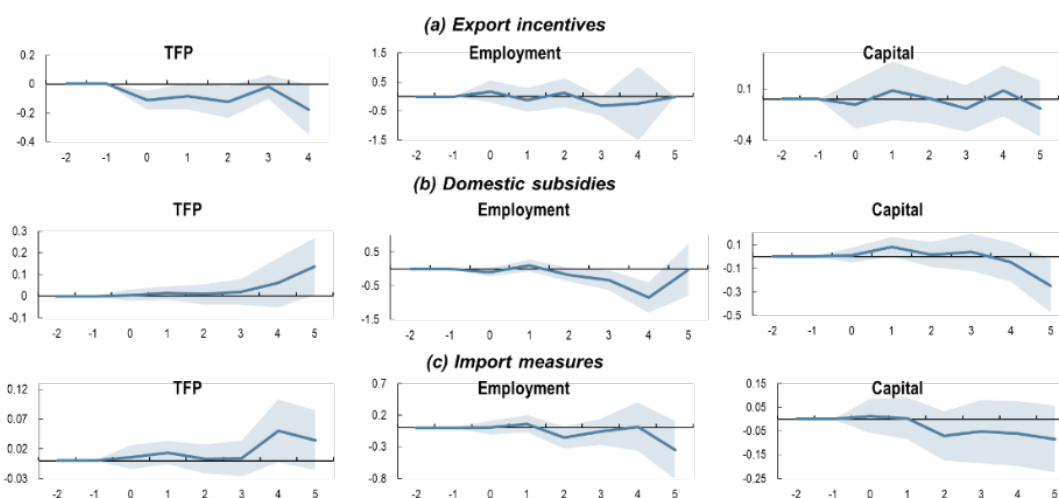 (a) Export incentives
TFP Employment Capital
0.2 0 -0.2 -0.4
-2 -1 0 1 2 3 4
1.5 0.5 -0.5 -1.5
-2 -1 0 1 2 3 4 5
0.1 -0.4
-2 -1 0 1 2 3 4 5
(b) Domestic subsidies
TFP Employment Capital
0.3 0.2 0.1 0 -0.1
-2 -1 0 1 2 3 4 5
0.5 -0.5 -1.5
-2 -1 0 1 2 3 4 5
0.1 -0.1 -0.3 -0.5
-2 -1 0 1 2 3 4 5
(c) Import measures
TFP Employment Capital
0.12 0.07 0.02 -0.03
-2 -1 0 1 2 3 4 5
0.7 0.2 -0.3 -0.8
-2 -1 0 1 2 3 4 5
0.15 0.05 -0.05 -0.15 -0.25
-2 -1 0 1 2 3 4 5